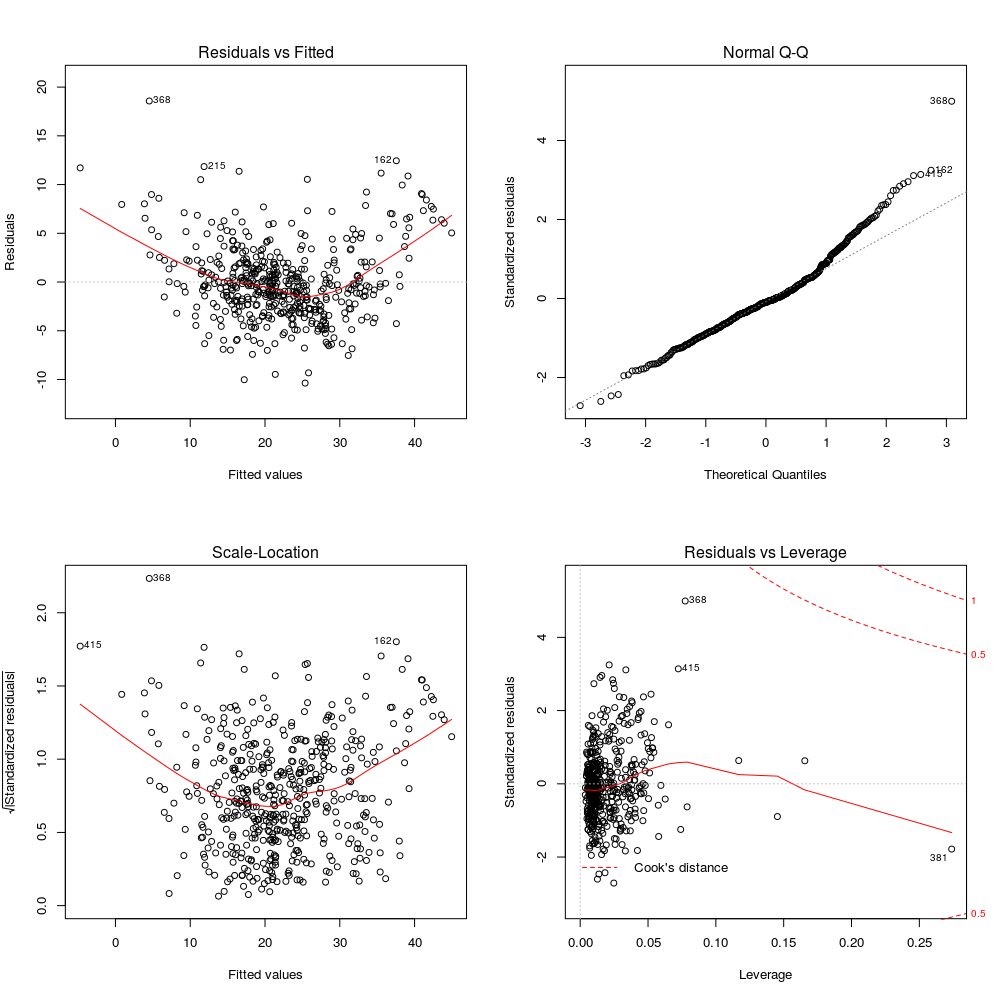 Residuals vs Fitted
Residuals
20
15
10
5
0
-5
-10
368
215
162
0 10 20 30 40
Fitted values
Normal Q-Q
Standardized residuals
4
2
0
-2
368
162
415
-3 -2 -1 0 1 2 3
Theoretical Quantiles
Scale-Location
√|Standardized residuals|
2.0
1.5
1.0
0.5
0.0
368
415
162
0 10 20 30 40
Fitted values
Residuals vs Leverage
Standardized residuals
4
2
0
-2
368
415
381
1
0.5
0.5
Cook's distance
0.00 0.05 0.10 0.15 0.20 0.25
Leverage